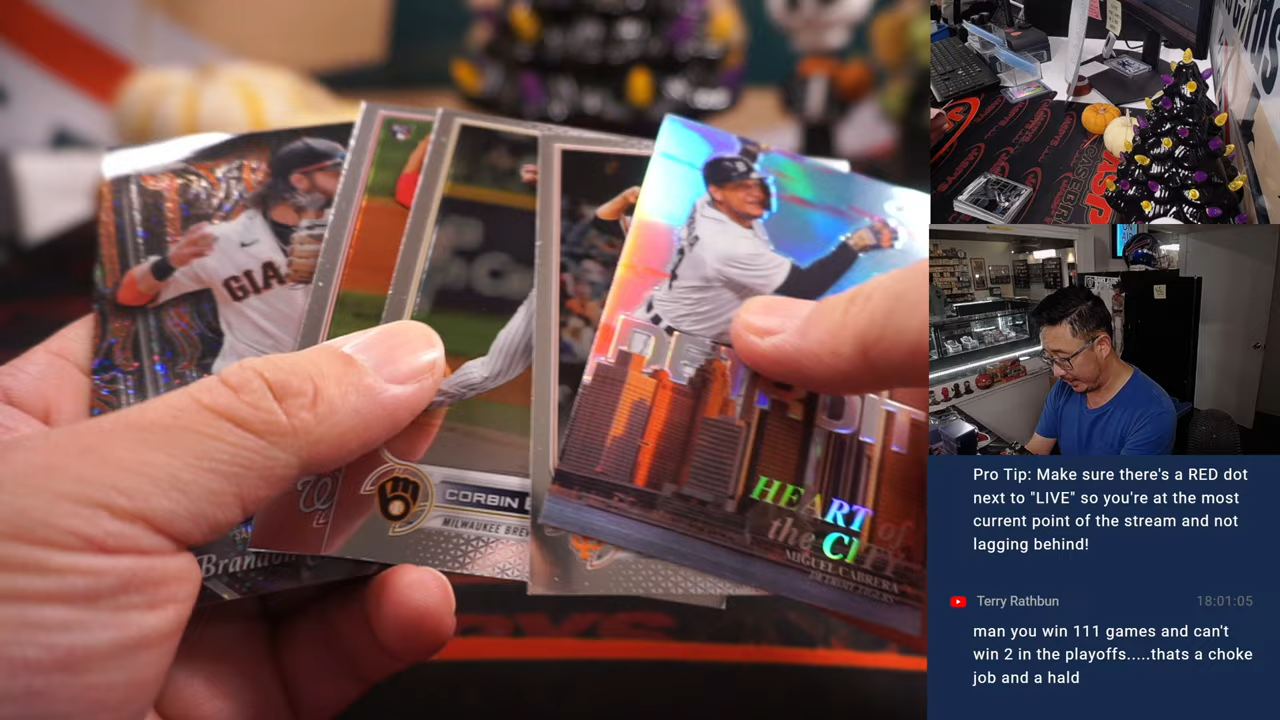 GIA
Brandon
CORBIN
MILWAUKEE BREW
HEART of
the CITY
MIGUEL CABRERA
DETROIT TIGERS
Pro Tip: Make sure there's a RED dot
next to "LIVE" so you're at the most
current point of the stream and not
lagging behind!
Terry Rathbun 18:01:05
man you win 111 games and can't
win 2 in the playoffs.....thats a choke
job and a hald